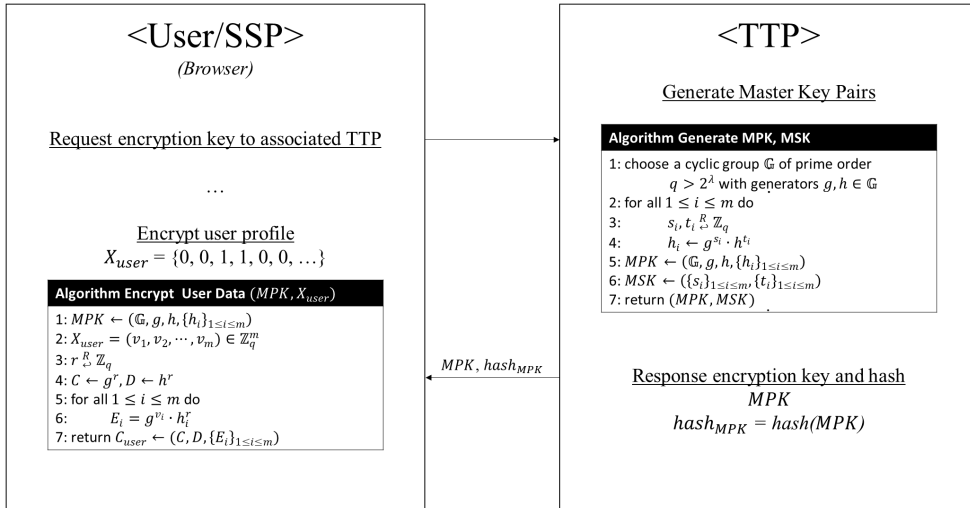 <User/SSP>
(Browser)
Request encryption key to associated TTP
...
Encrypt user profile
X_user = {0, 0, 1, 1, 0, 0, ...}
Algorithm Encrypt User Data (MPK, X_user)
1: MPK ← (𝔾, g, h, {h_i}_{1≤i≤m})
2: X_user = (v_1, v_2, ⋯, v_m) ∈ ℤ_q^m
3: r ↩^R ℤ_q
4: C ← g^r, D ← h^r
5: for all 1 ≤ i ≤ m do
6: E_i = g^{v_i} · h_i^r
7: return C_user ← (C, D, {E_i}_{1≤i≤m})
MPK, hash_MPK
<TTP>
Generate Master Key Pairs
Algorithm Generate MPK, MSK
1: choose a cyclic group 𝔾 of prime order
q > 2^λ with generators g, h ∈ 𝔾
2: for all 1 ≤ i ≤ m do
3: s_i, t_i ↩^R ℤ_q
4: h_i ← g^{s_i} · h^{t_i}
5: MPK ← (𝔾, g, h, {h_i}_{1≤i≤m})
6: MSK ← ({s_i}_{1≤i≤m}, {t_i}_{1≤i≤m})
7: return (MPK, MSK)
Response encryption key and hash
MPK
hash_MPK = hash(MPK)